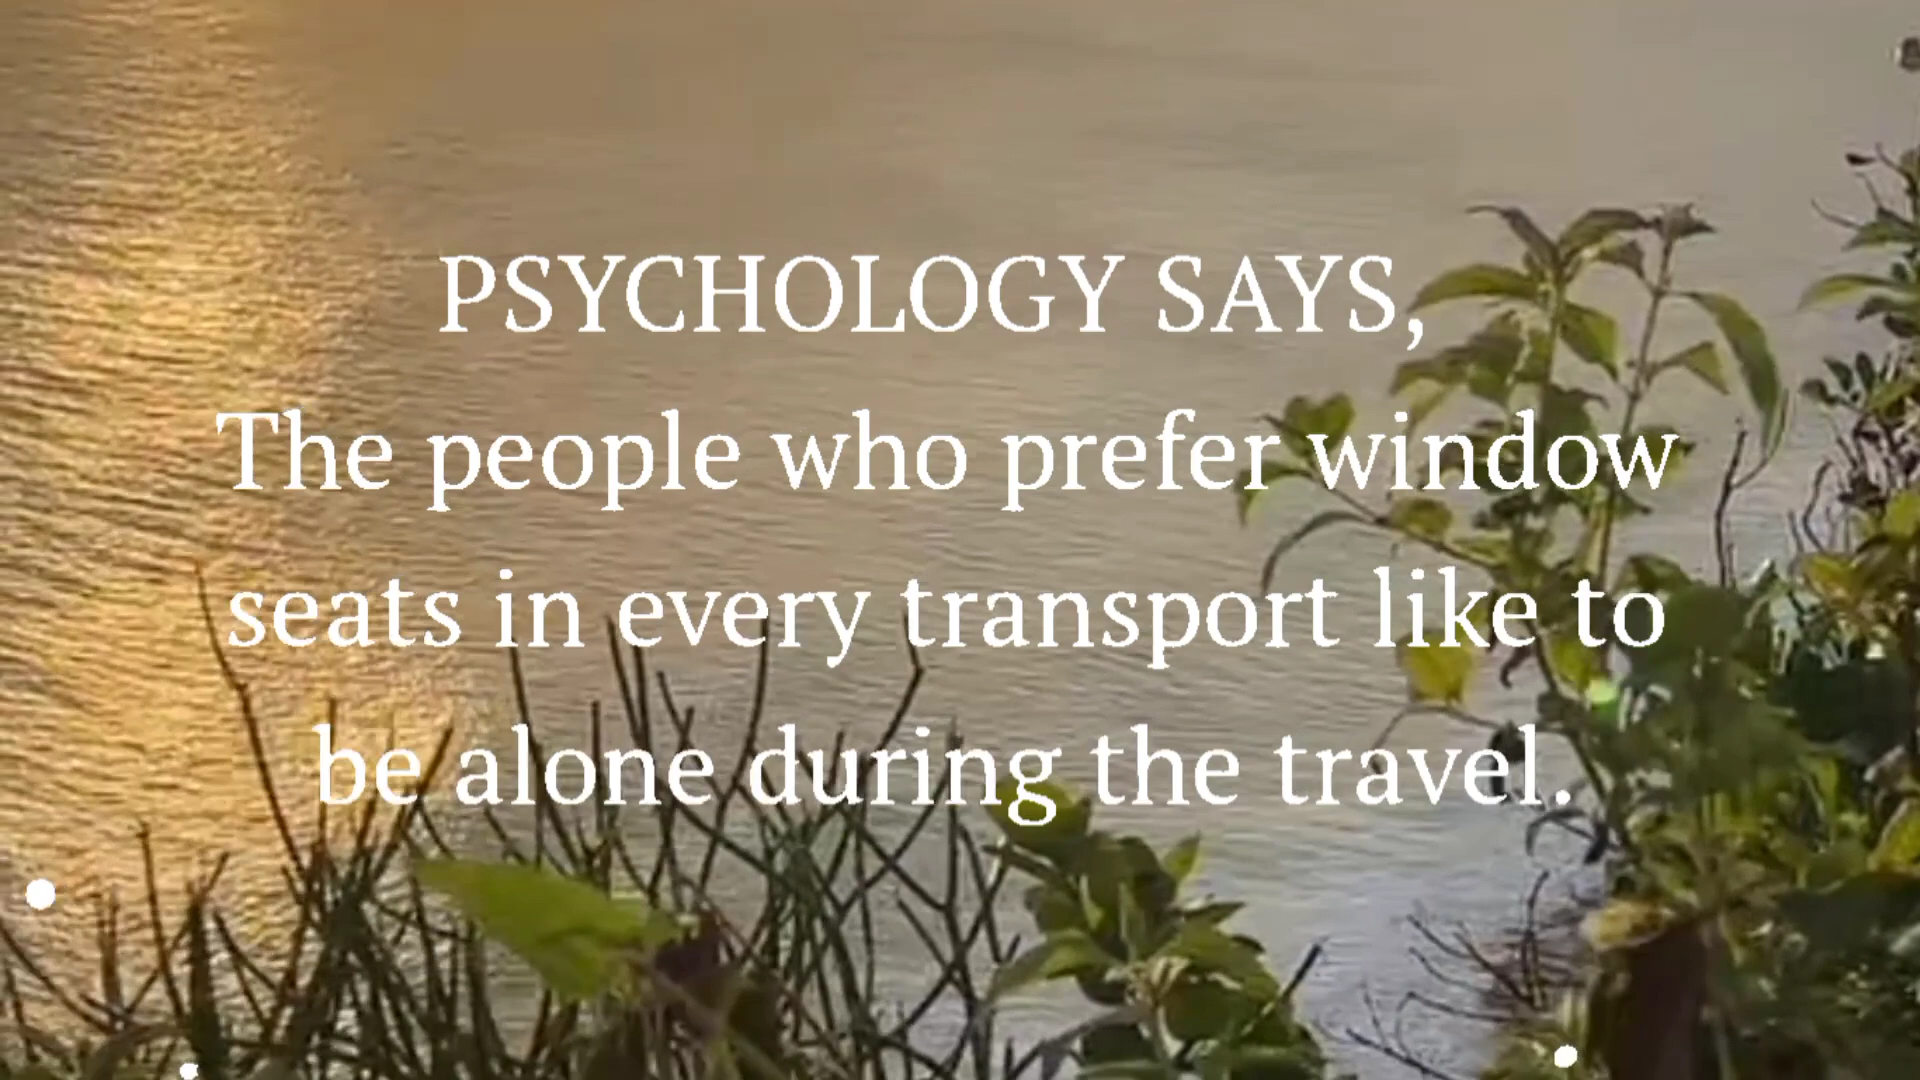 PSYCHOLOGY SAYS,
The people who prefer window
seats in every transport like to
be alone during the travel.